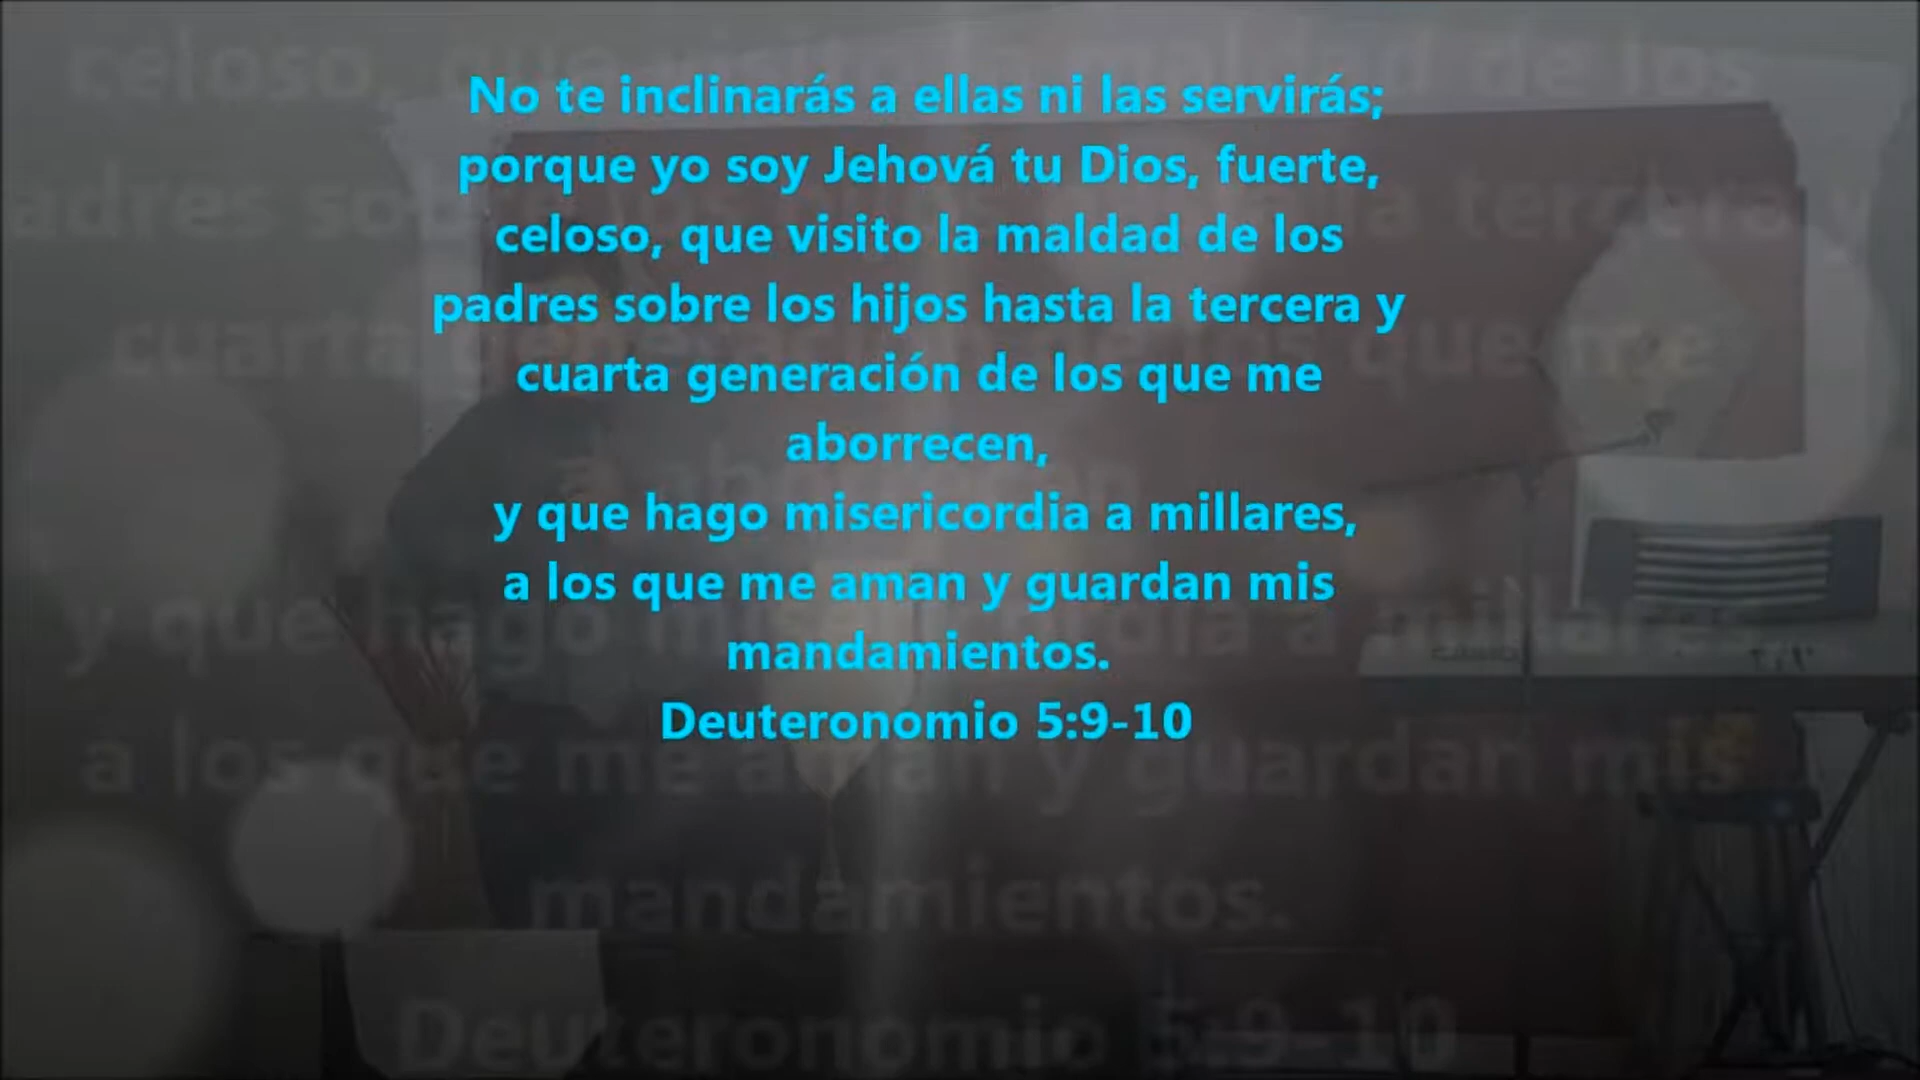 No te inclinarás a ellas ni las servirás;
porque yo soy Jehová tu Dios, fuerte,
celoso, que visito la maldad de los
padres sobre los hijos hasta la tercera y
cuarta generación de los que me
aborrecen,
y que hago misericordia a millares,
a los que me aman y guardan mis
mandamientos.
Deuteronomio 5:9-10